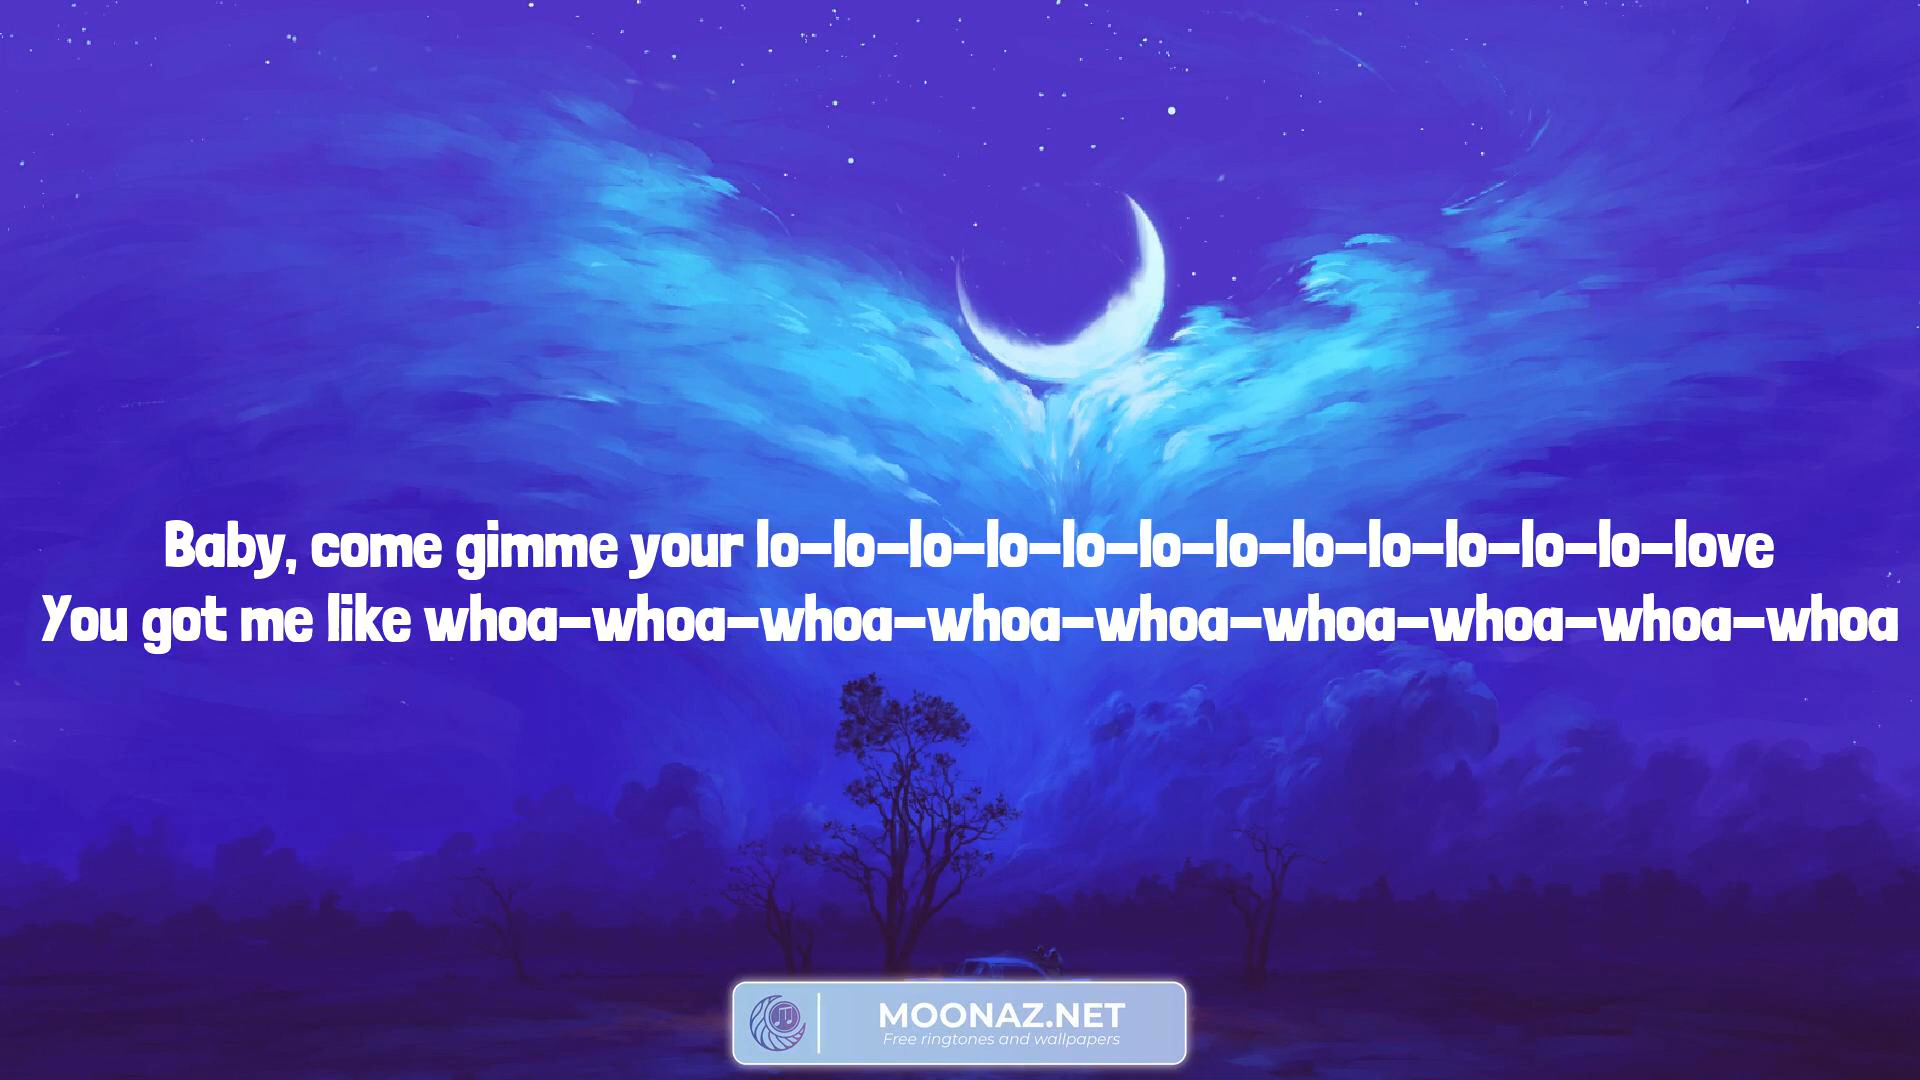 Baby, come gimme your lo-lo-lo-lo-lo-lo-lo-lo-lo-lo-lo-lo-love
You got me like whoa-whoa-whoa-whoa-whoa-whoa-whoa-whoa-whoa
MOONAZ.NET
Free ringtones and wallpapers